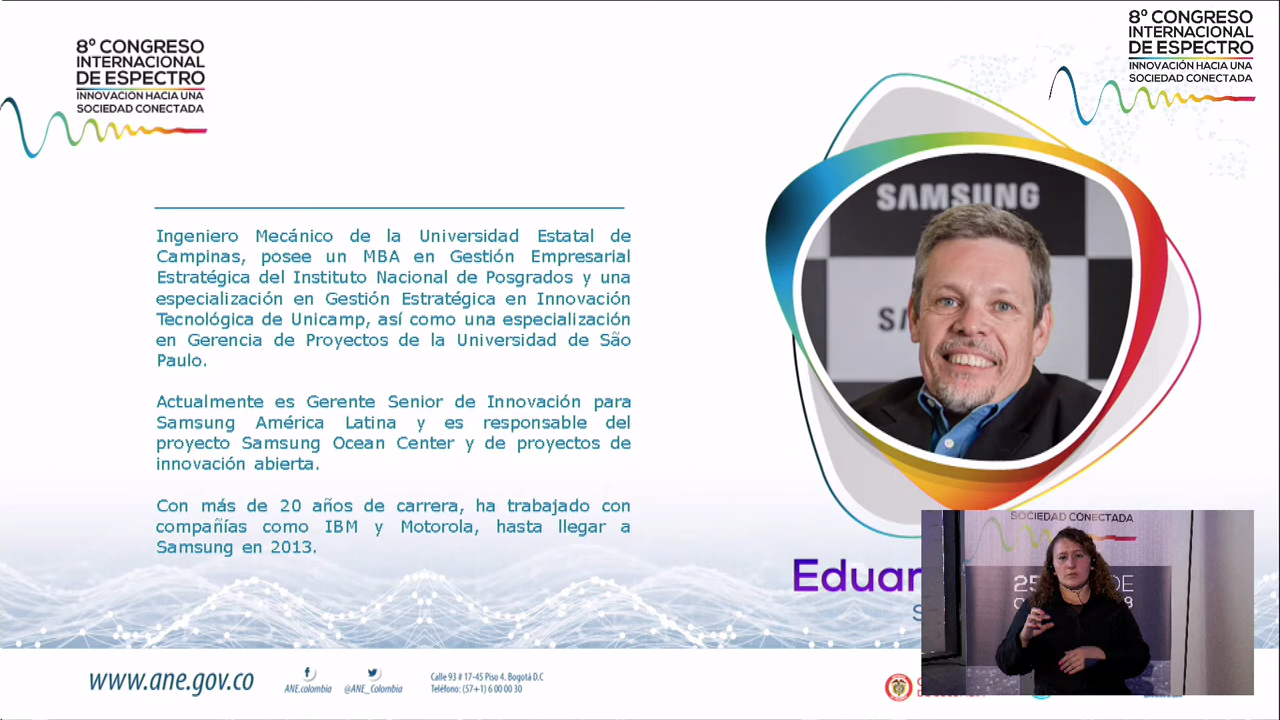 8º CONGRESO
INTERNACIONAL
DE ESPECTRO
INNOVACIÓN HACIA UNA
SOCIEDAD CONECTADA
8º CONGRESO
INTERNACIONAL
DE ESPECTRO
INNOVACIÓN HACIA UNA
SOCIEDAD CONECTADA
SAMSUNG
Ingeniero Mecánico de la Universidad Estatal de
Campinas, posee un MBA en Gestión Empresarial
Estratégica del Instituto Nacional de Posgrados y una
especialización en Gestión Estratégica en Innovación
Tecnológica de Unicamp, así como una especialización
en Gerencia de Proyectos de la Universidad de São
Paulo.
Actualmente es Gerente Senior de Innovación para
Samsung América Latina y es responsable del
proyecto Samsung Ocean Center y de proyectos de
innovación abierta.
Con más de 20 años de carrera, ha trabajado con
compañías como IBM y Motorola, hasta llegar a
Samsung en 2013.
SOCIEDAD CONECTADA
www.ane.gov.co
ANE.colombia
@ANE_Colombia
Calle 93 # 17-45 Piso 4. Bogotá D.C
Teléfono: (57+1) 6 00 00 30